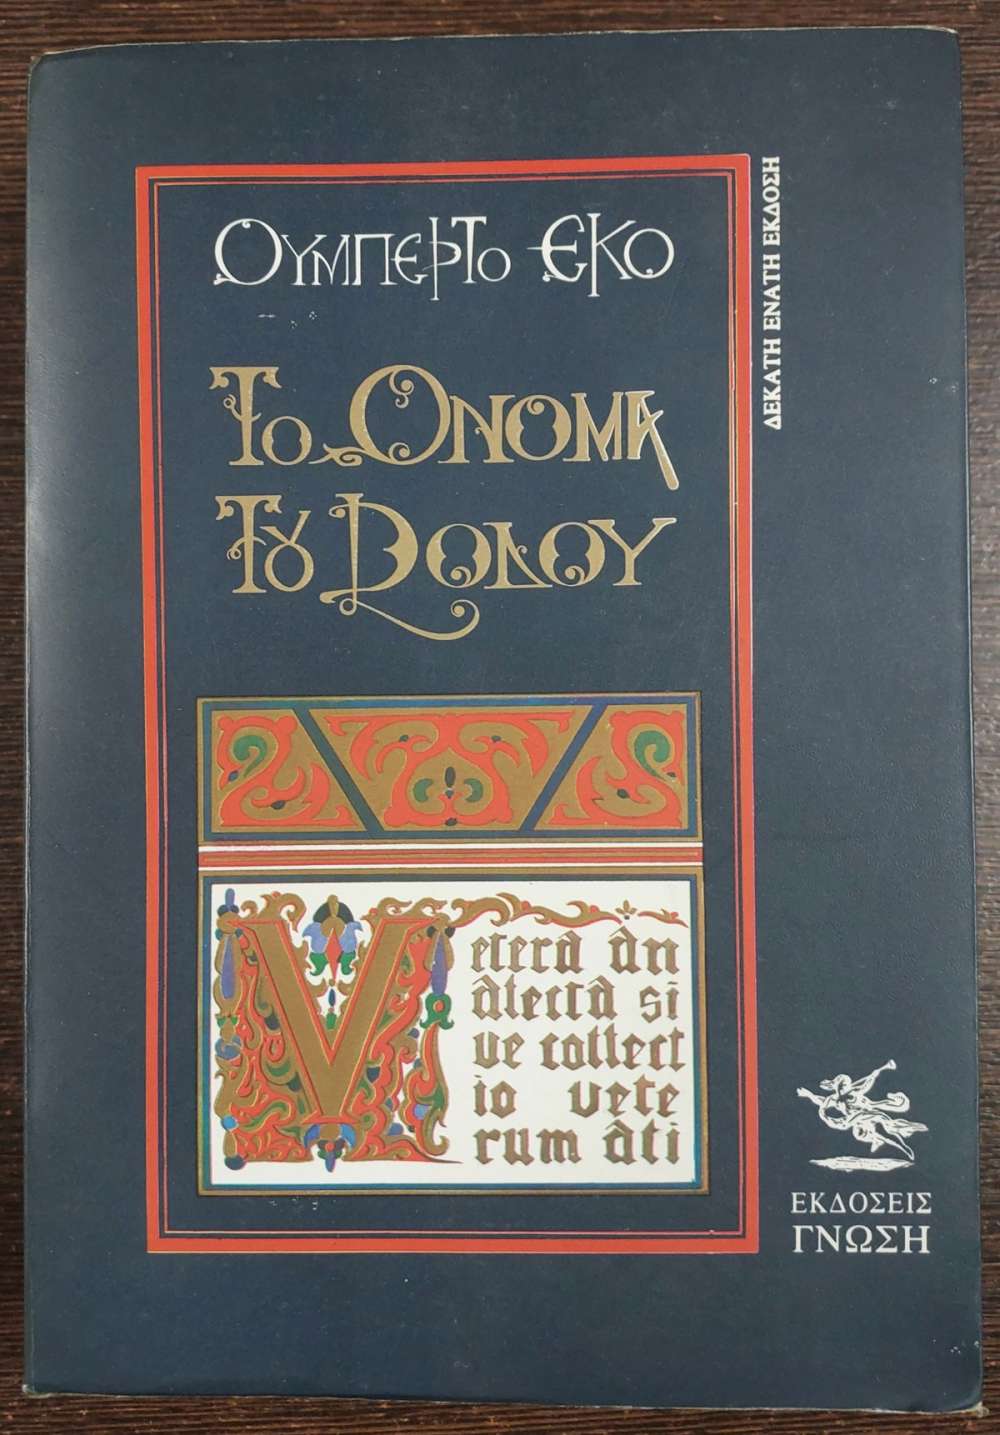 ΟΥΜΠΕΡΤΟ ΕΚΟ
ΤΟ ΟΝΟΜΑ
ΤȢ ΡΟΔΟΥ
ΔΕΚΑΤΗ ΕΝΑΤΗ ΕΚΔΟΣΗ
Vetera an
alecta si
ve collect
io vete
rum ati
ΕΚΔΟΣΕΙΣ
ΓΝΩΣΗ